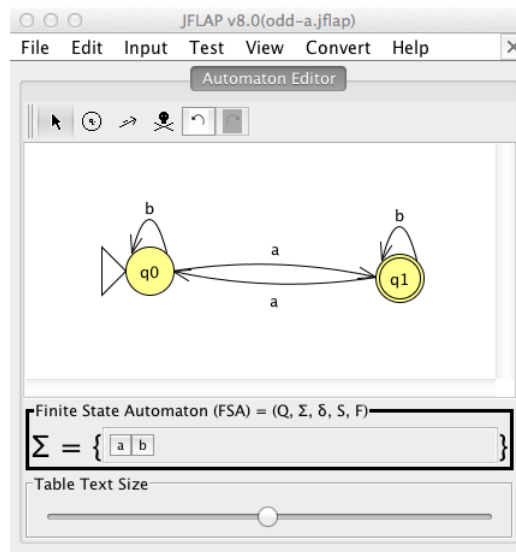 JFLAP v8.0(odd-a.jflap)
File Edit Input Test View Convert Help
Automaton Editor
b
b
a
q0
q1
a
Finite State Automaton (FSA) = (Q, Σ, δ, S, F)
Σ = { a b }
Table Text Size